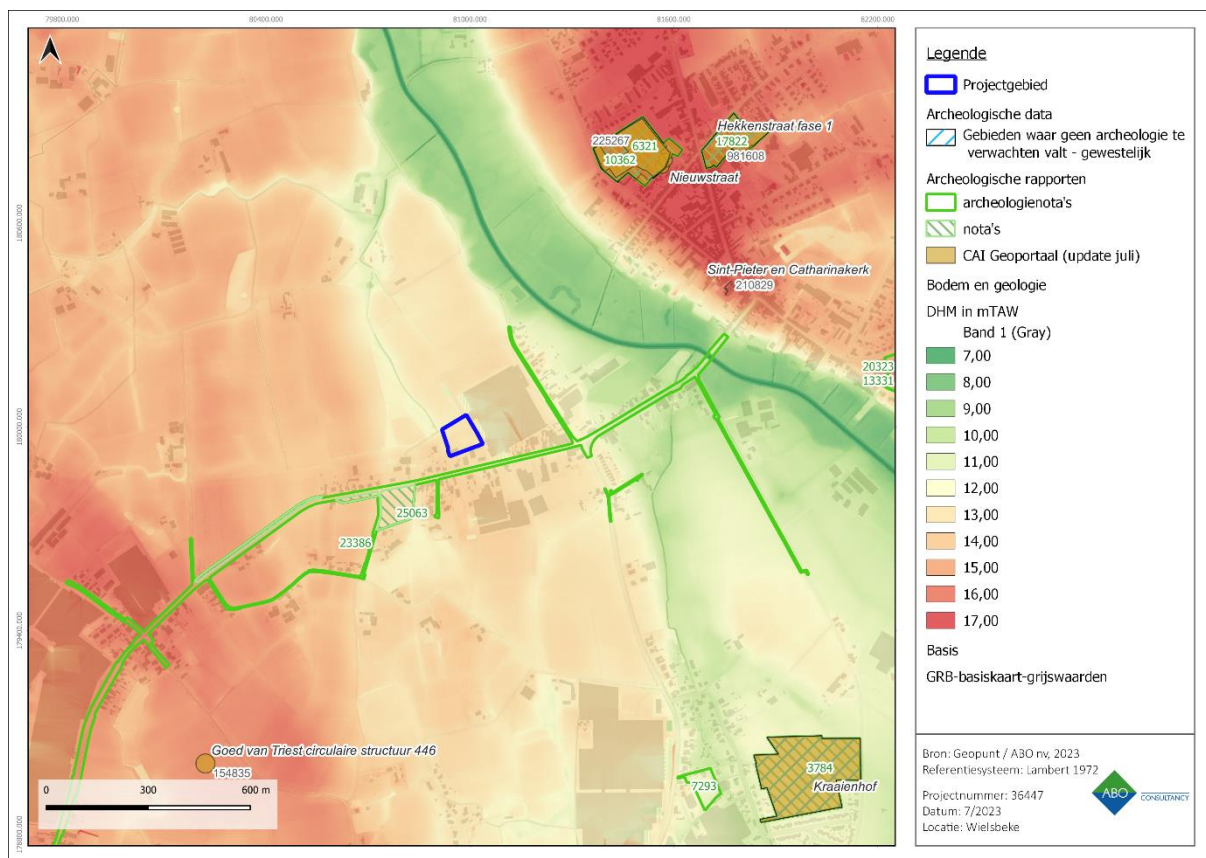 79800.000
80400.000
81000.000
81600.000
82200.000
180600.000
180000.000
179400.000
178800.000
Hekkenstraat fase 1
225267
6321
17822
10362
981608
Nieuwstraat
Sint-Pieter en Catharinakerk
210829
20323
13331
25063
23386
Goed van Triest circulaire structuur 446
154835
3784
7293
Kraaienhof
0 300 600 m
Legende
Projectgebied
Archeologische data
Gebieden waar geen archeologie te
verwachten valt - gewestelijk
Archeologische rapporten
archeologienota's
nota's
CAI Geoportaal (update juli)
Bodem en geologie
DHM in mTAW
Band 1 (Gray)
7,00
8,00
9,00
10,00
11,00
12,00
13,00
14,00
15,00
16,00
17,00
Basis
GRB-basiskaart-grijswaarden
Bron: Geopunt / ABO nv, 2023
Referentiesysteem: Lambert 1972
Projectnummer: 36447
Datum: 7/2023
Locatie: Wielsbeke
ABO
CONSULTANCY